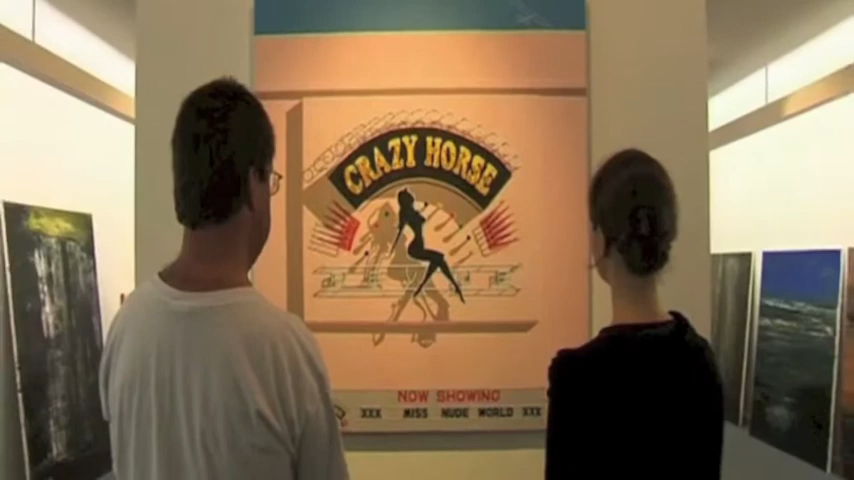 CRAZY HORSE
NOW SHOWING
XXX MISS NUDE WORLD XXX